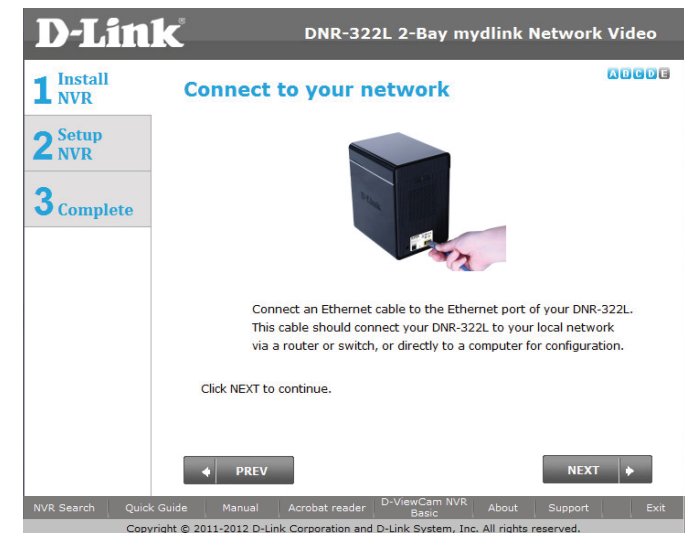 D-Link
DNR-322L 2-Bay mydlink Network Video
1 Install
NVR
2 Setup
NVR
3 Complete
A B C D E
Connect to your network
D-Link
Connect an Ethernet cable to the Ethernet port of your DNR-322L.
This cable should connect your DNR-322L to your local network
via a router or switch, or directly to a computer for configuration.
Click NEXT to continue.
PREV
NEXT
NVR Search
Quick Guide
Manual
Acrobat reader
D-ViewCam NVR
Basic
About
Support
Exit
Copyright © 2011-2012 D-Link Corporation and D-Link System, Inc. All rights reserved.